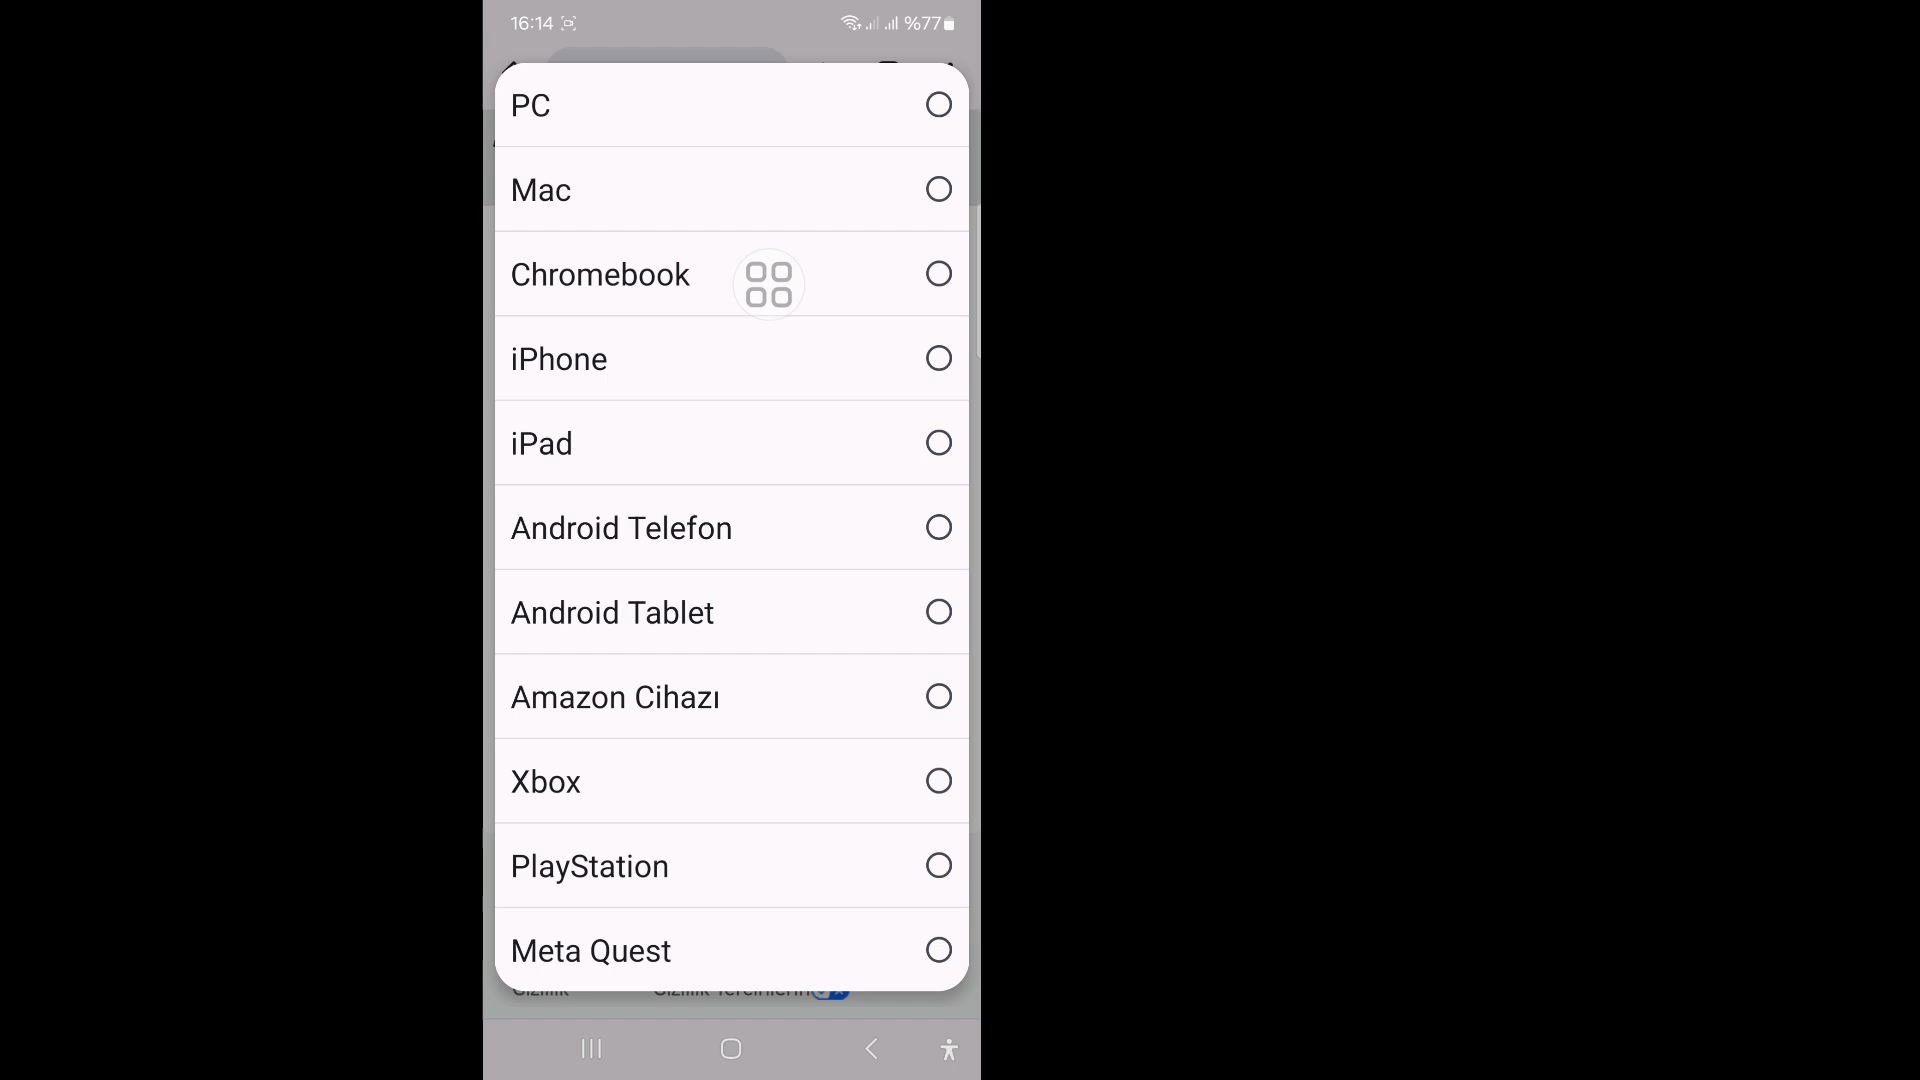 16:14 %77
PC
Mac
Chromebook
iPhone
iPad
Android Telefon
Android Tablet
Amazon Cihazı
Xbox
PlayStation
Meta Quest